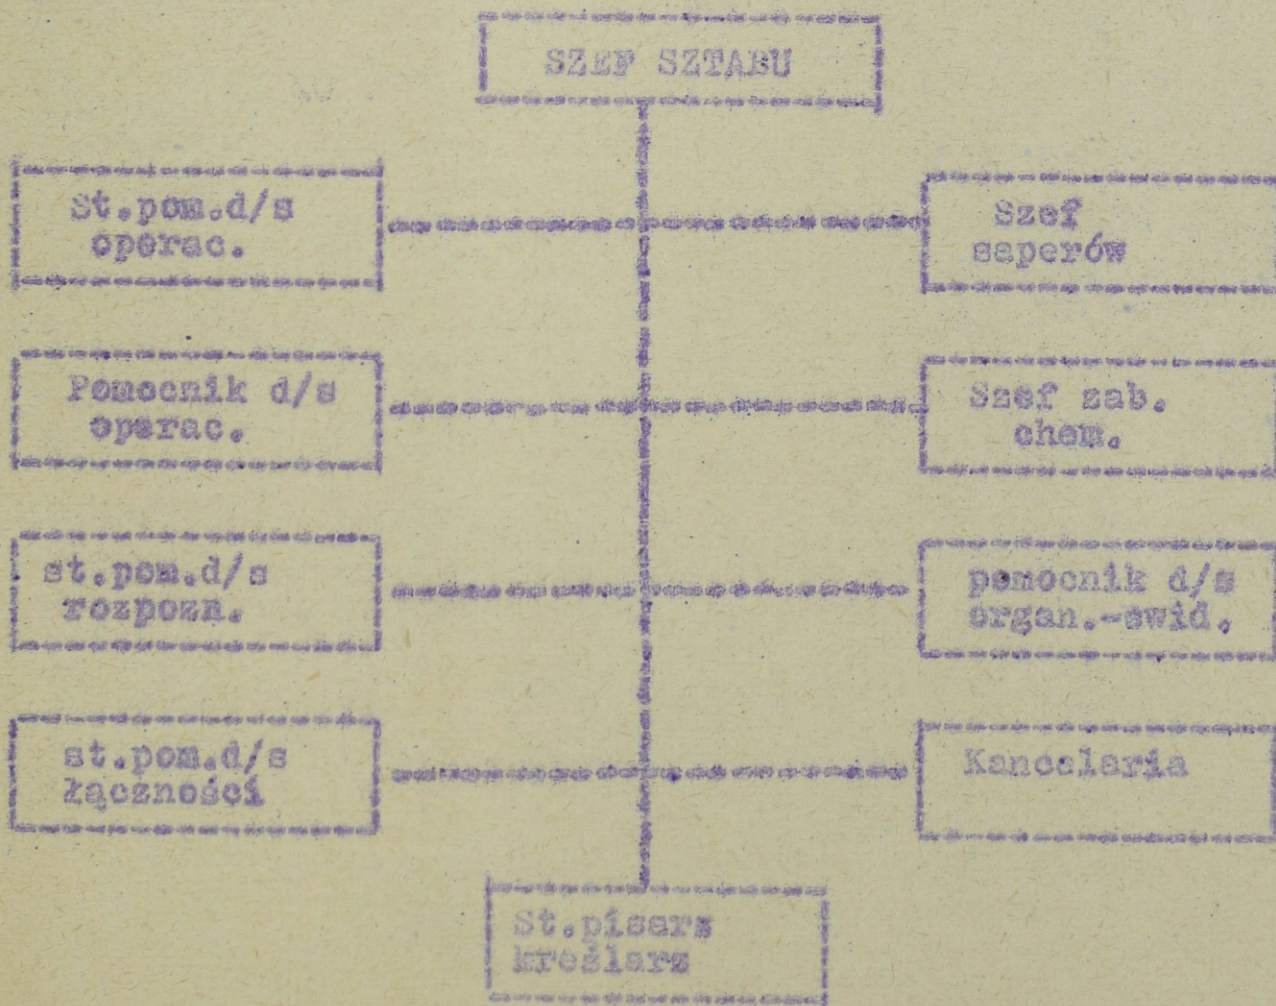 SZEF SZTABU
St.pom.d/s
operac.
Szef
saperów
Pomocnik d/s
operac.
Szef zab.
chem.
st.pom.d/s
rozpozn.
pomocnik d/s
organ.-ewid.
st.pom.d/s
łączności
Kancelaria
St.pisarz
kreślarz